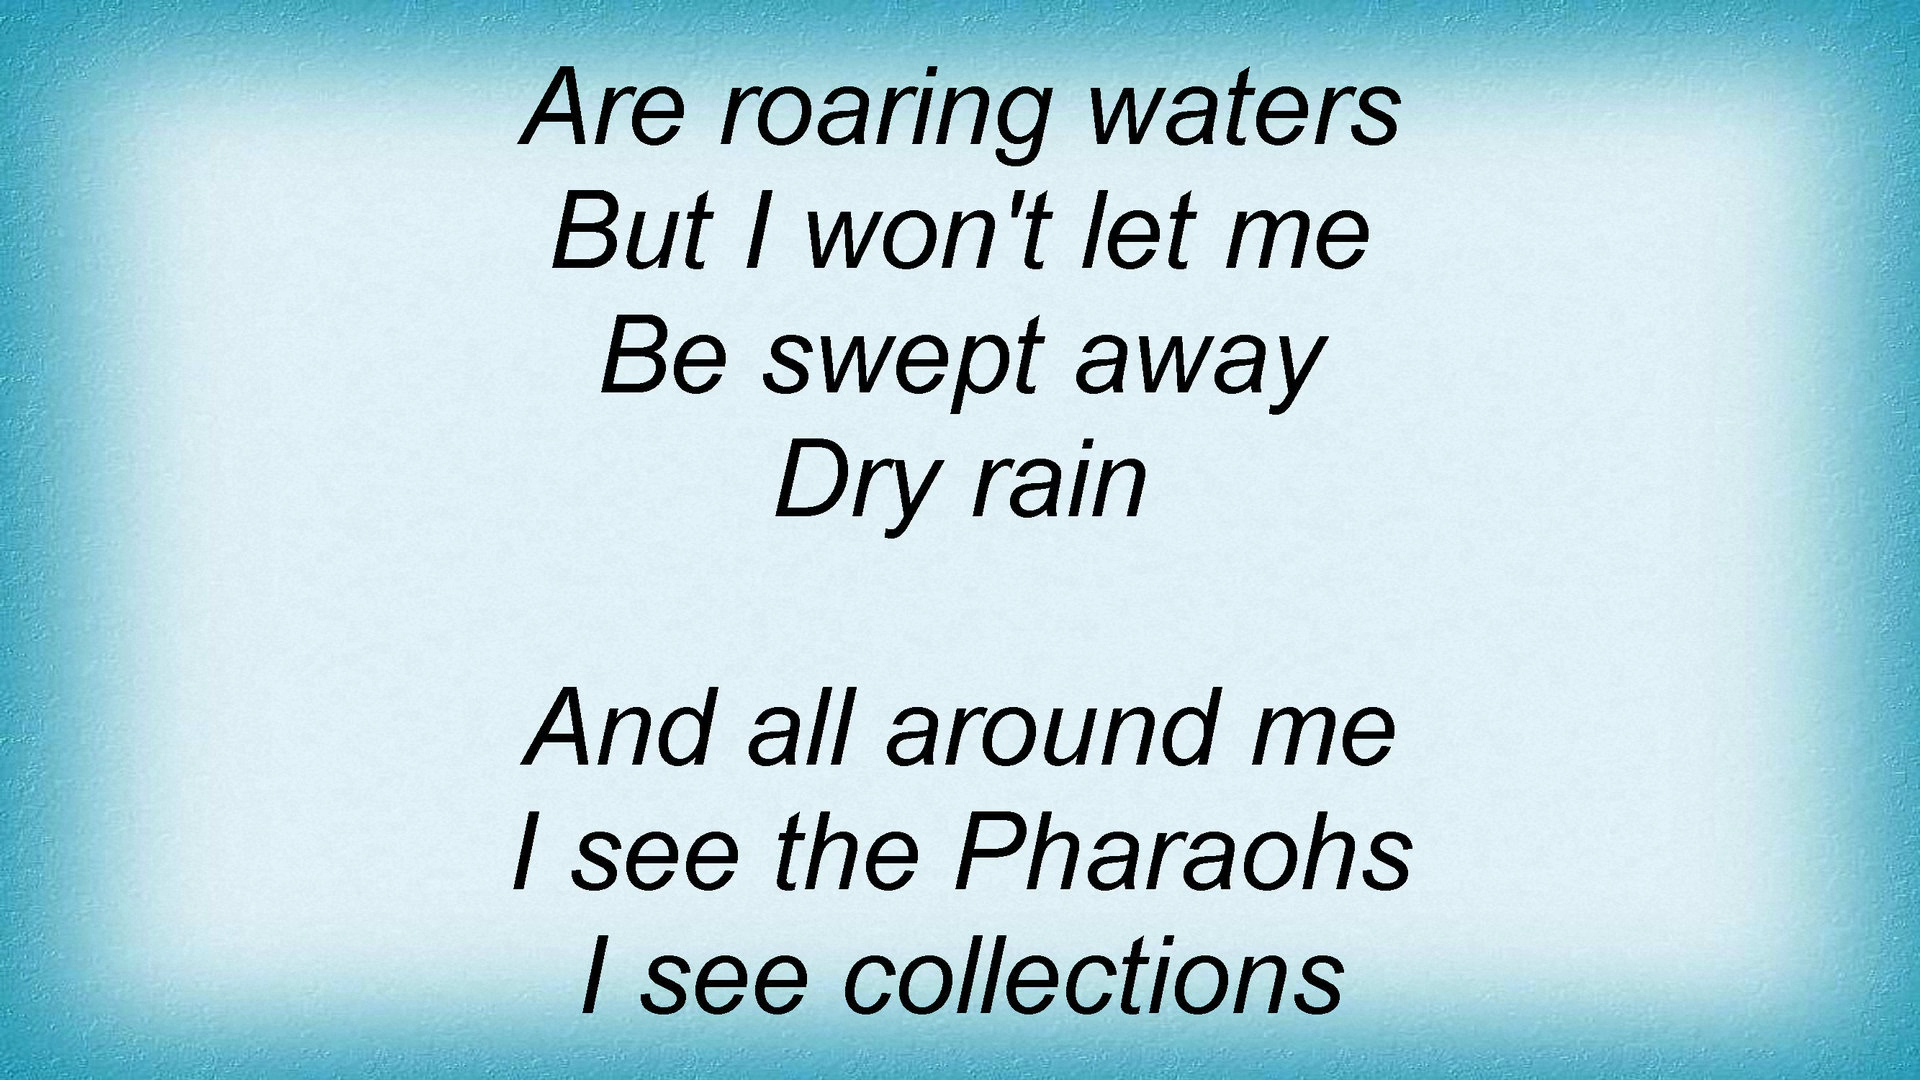 Are roaring waters
But I won't let me
Be swept away
Dry rain

And all around me
I see the Pharaohs
I see collections